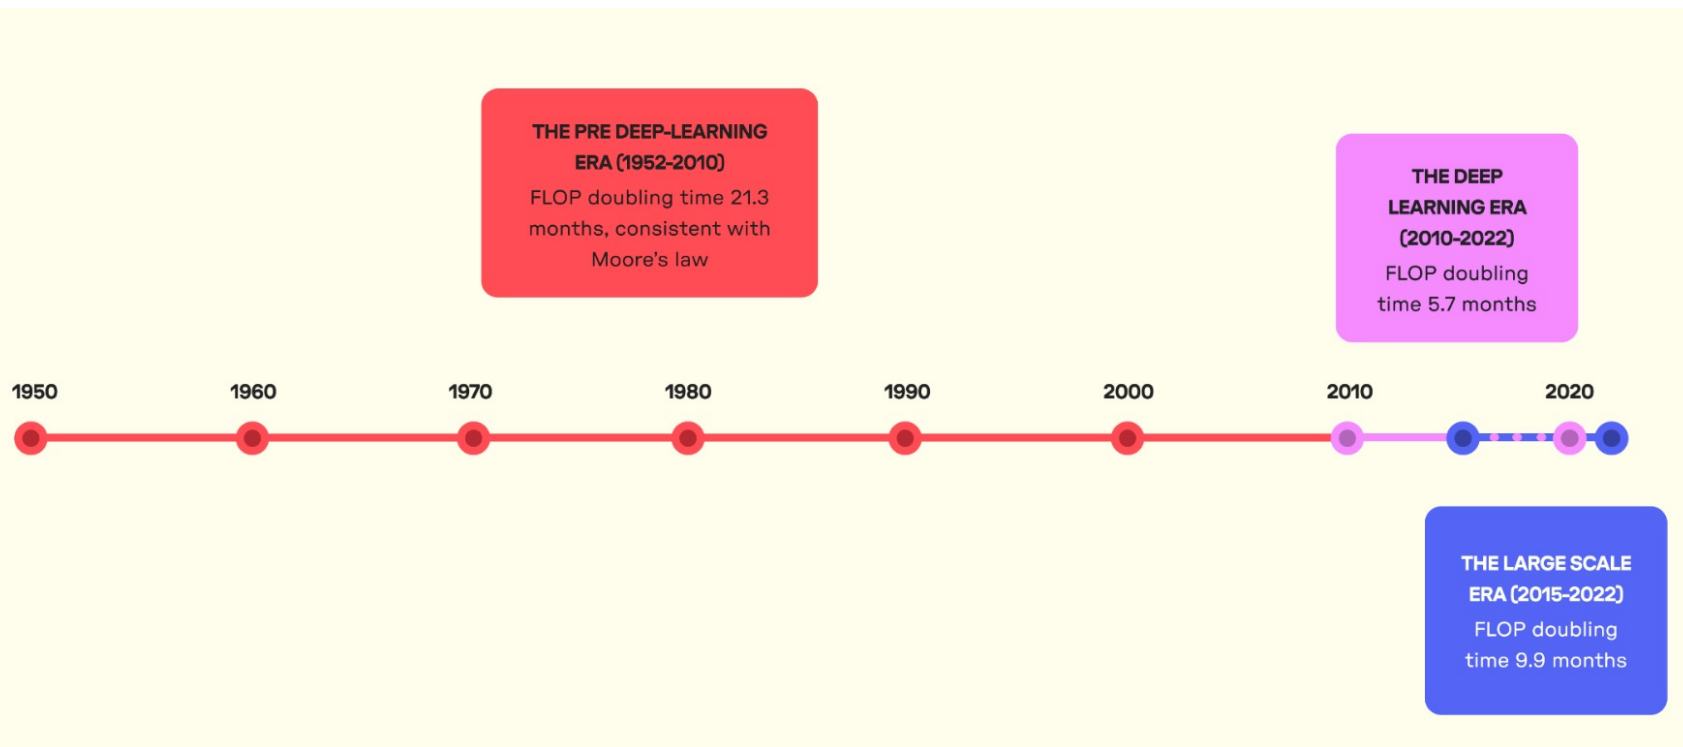 THE PRE DEEP-LEARNING
ERA (1952-2010)
FLOP doubling time 21.3
months, consistent with
Moore's law
THE DEEP
LEARNING ERA
(2010-2022)
FLOP doubling
time 5.7 months
1950
1960
1970
1980
1990
2000
2010
2020
THE LARGE SCALE
ERA (2015-2022)
FLOP doubling
time 9.9 months